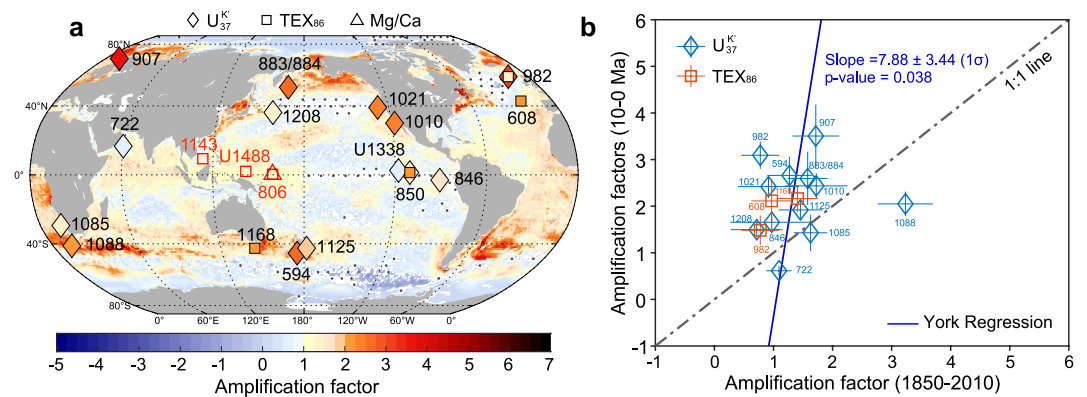 a
U37K' TEX86 Mg/Ca
80°N
907
883/884
982
40°N
1021
608
722
1208
1010
1143
U1488
U1338
0°
806
850
846
1085
1168
1125
40°S
1088
594
80°S
0° 60°E 120°E 180°W 120°W 60°W 0°
-5 -4 -3 -2 -1 0 1 2 3 4 5 6 7
Amplification factor
b
6
5
4
3
2
1
0
-1
Amplification factors (10-0 Ma)
U37K'
TEX86
Slope =7.88 ± 3.44 (1σ)
p-value = 0.038
1:1 line
907
982
594
883/884
1021
1010
1168
608
1125
1208
1088
846
1085
982
722
York Regression
-1 0 1 2 3 4 5 6
Amplification factor (1850-2010)